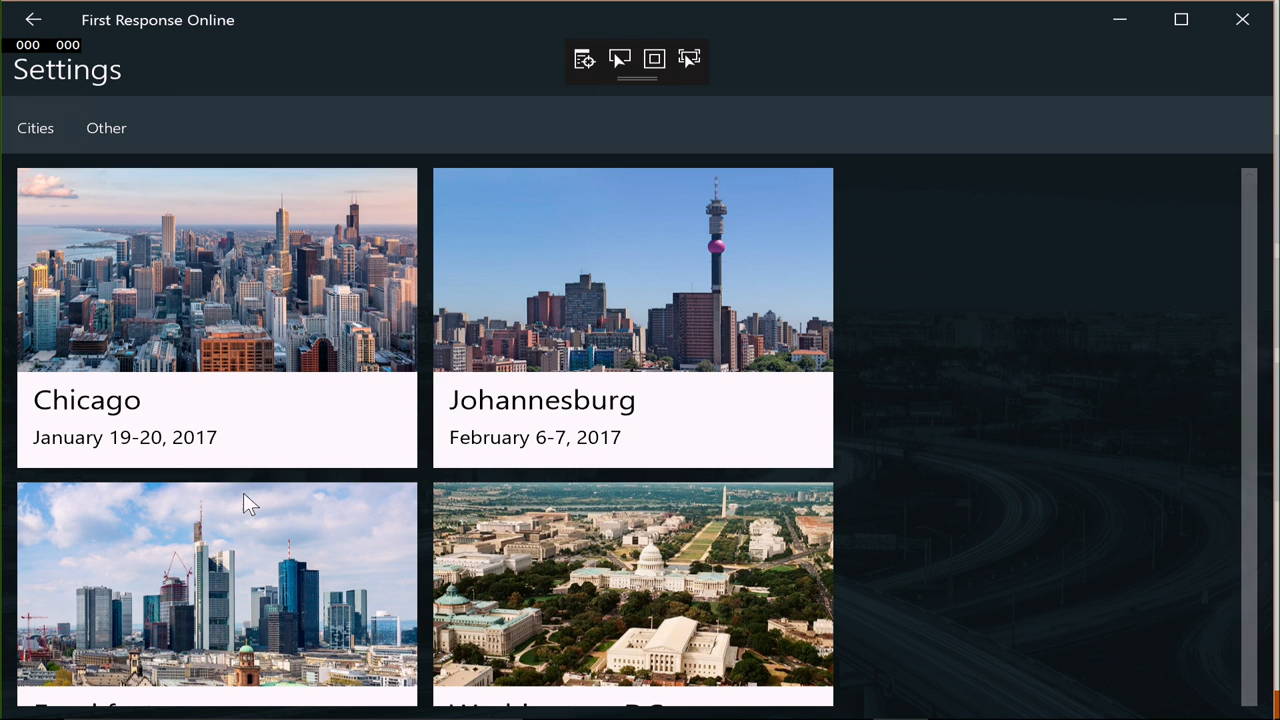 First Response Online
000 000
Settings
Cities Other
Chicago
January 19-20, 2017
Johannesburg
February 6-7, 2017